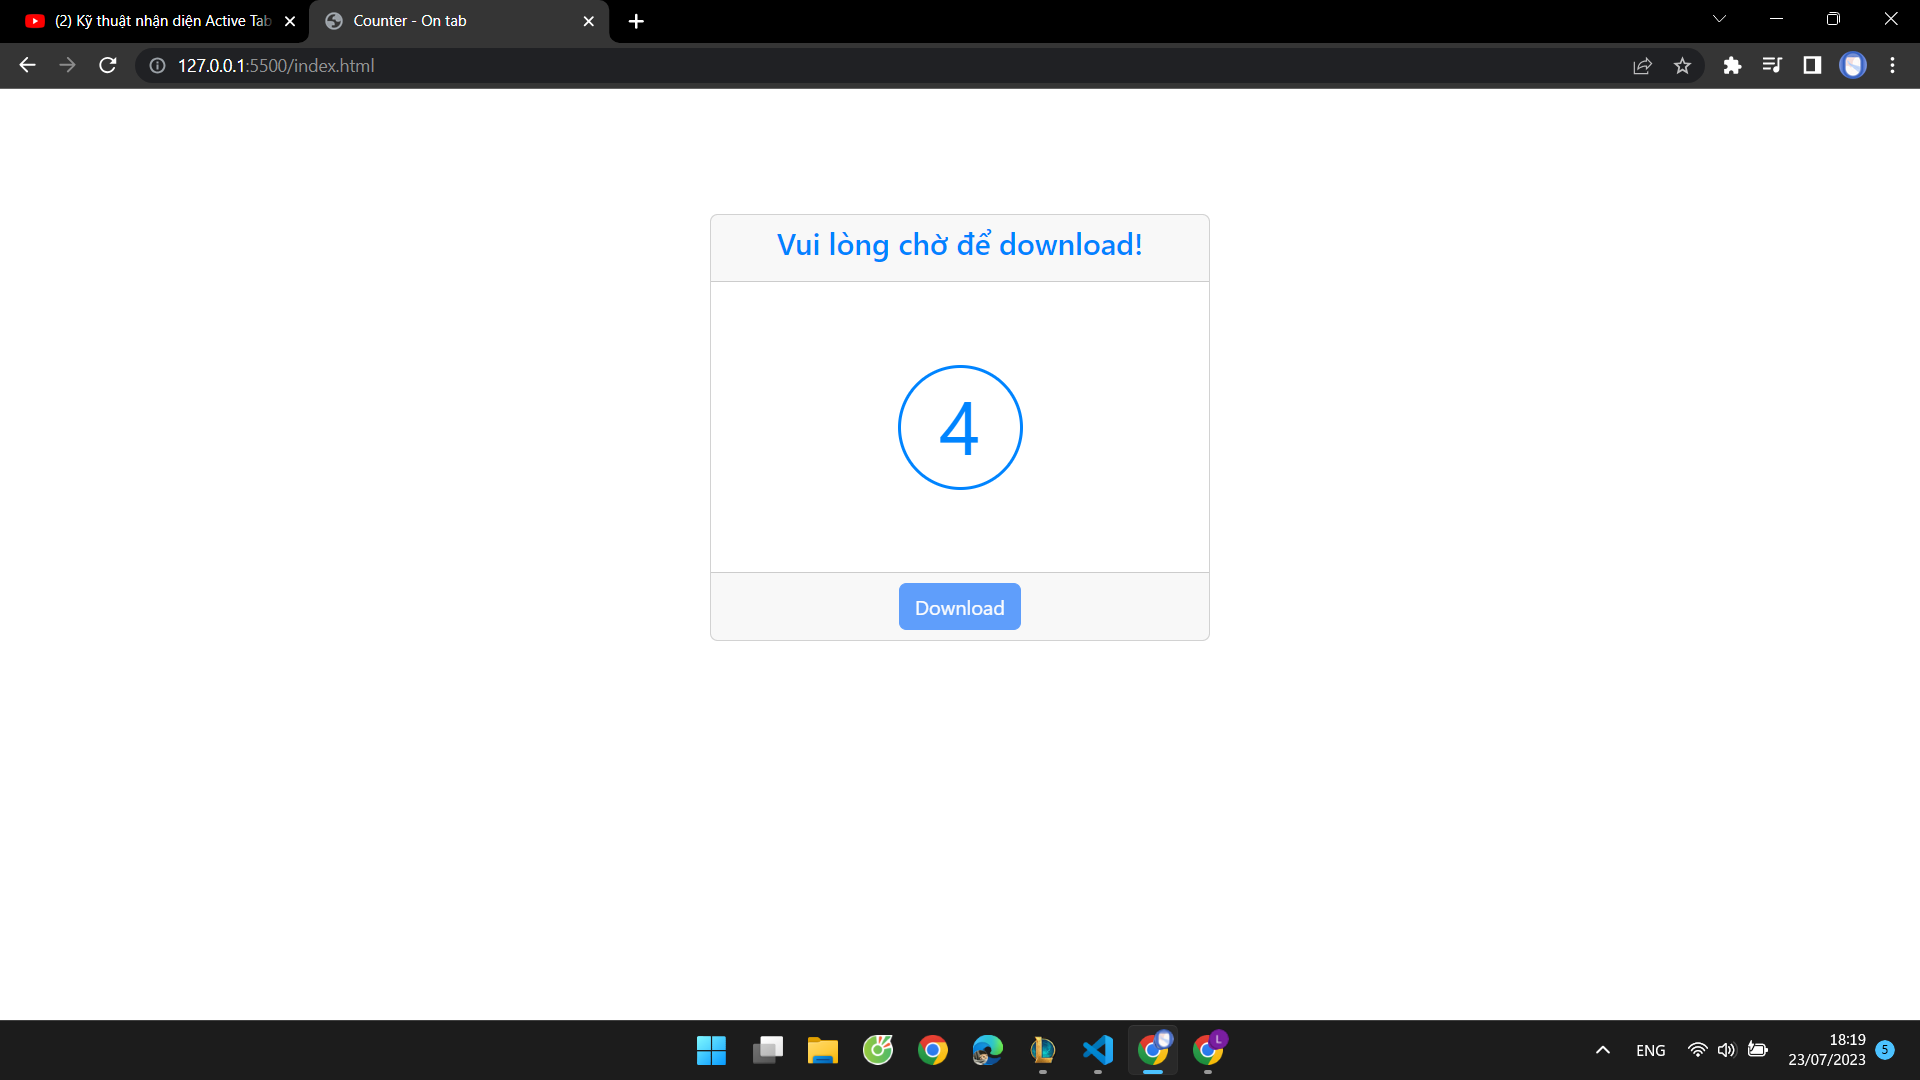 (2) Kỹ thuật nhận diện Active Tab
Counter - On tab
127.0.0.1:5500/index.html
Vui lòng chờ để download!
4
Download
L
ENG
18:19
23/07/2023
5